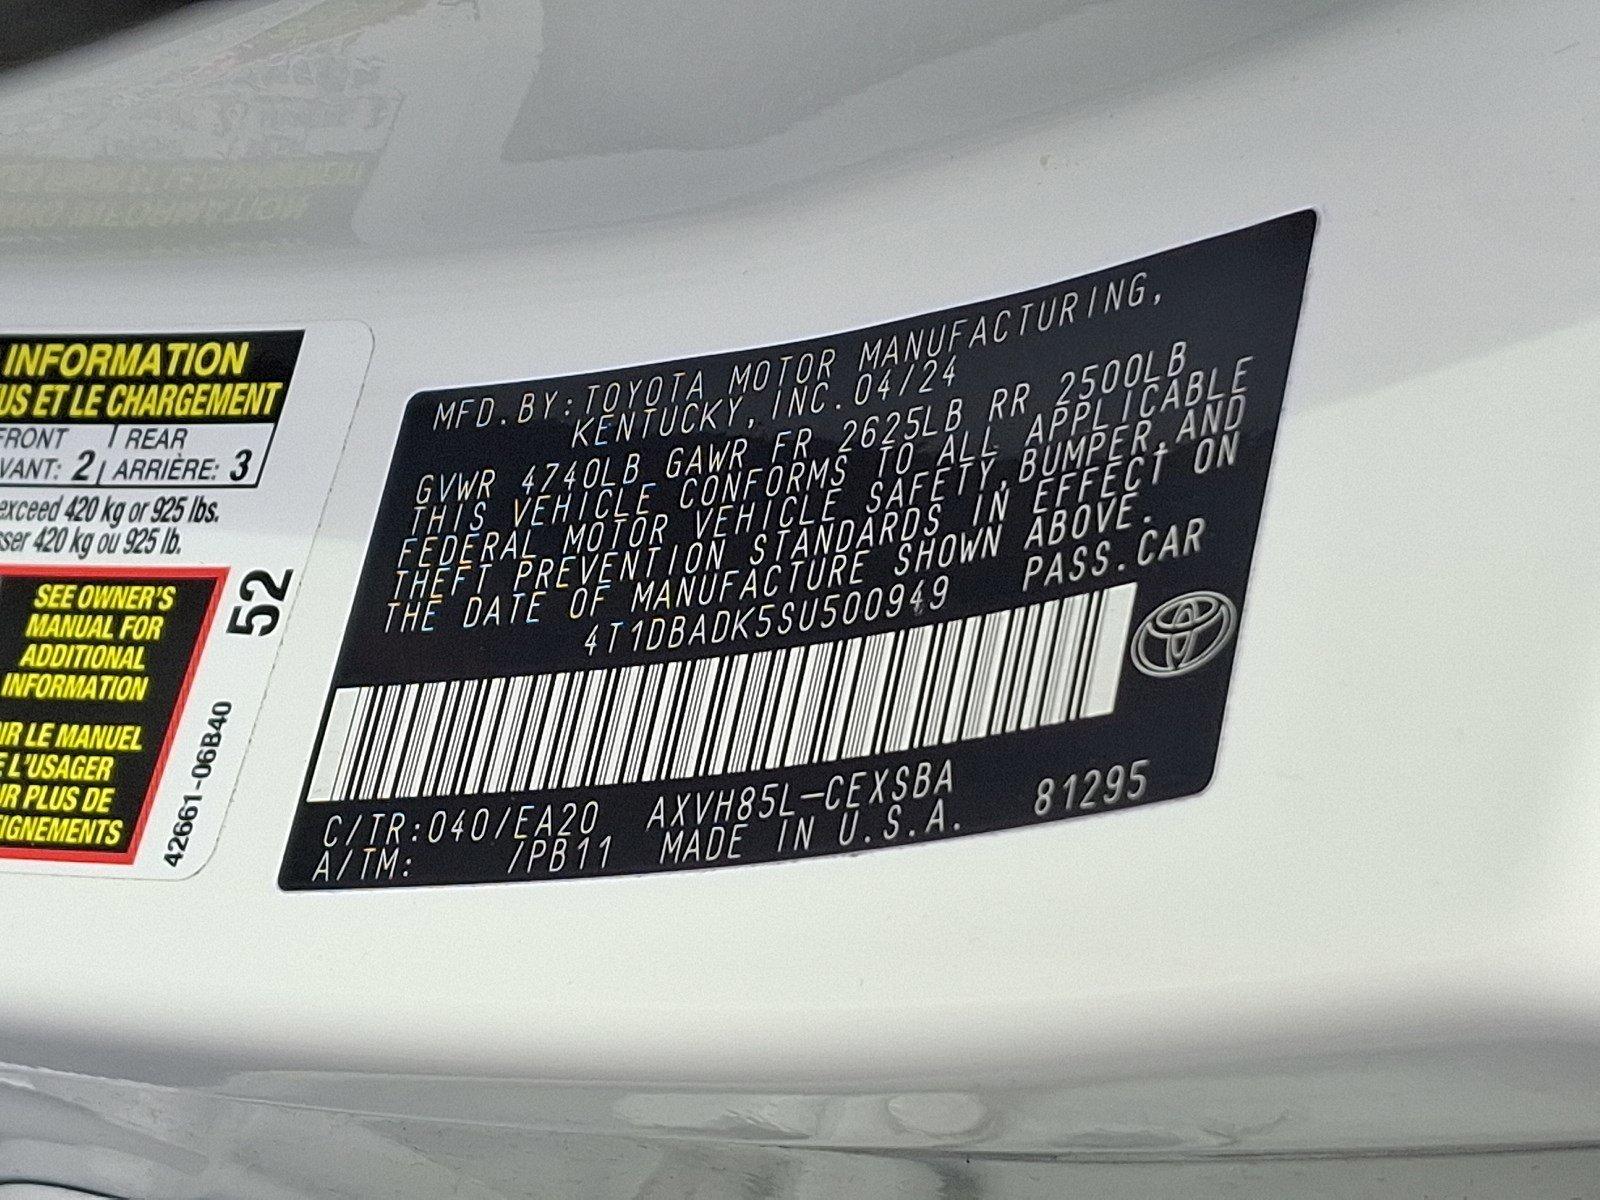 INFORMATION
US ET LE CHARGEMENT
FRONT
VANT: 2
REAR
ARRIÈRE: 3
exceed 420 kg or 925 lbs.
sser 420 kg ou 925 lb.
SEE OWNER'S
MANUAL FOR
ADDITIONAL
INFORMATION
IR LE MANUEL
E L'USAGER
IR PLUS DE
IGNEMENTS
52
42661-06B40
MFD.BY:TOYOTA MOTOR MANUFACTURING,
KENTUCKY, INC.04/24
GVWR 4740LB GAWR FR 2625LB RR 2500LB
THIS VEHICLE CONFORMS TO ALL APPLICABLE
FEDERAL MOTOR VEHICLE SAFETY,BUMPER,AND
THEFT PREVENTION STANDARDS IN EFFECT ON
THE DATE OF MANUFACTURE SHOWN ABOVE.
4T1DBADK5SU500949 PASS.CAR
C/TR:040/EA20 AXVH85L-CEXSBA 81295
A/TM: /PB11 MADE IN U.S.A.